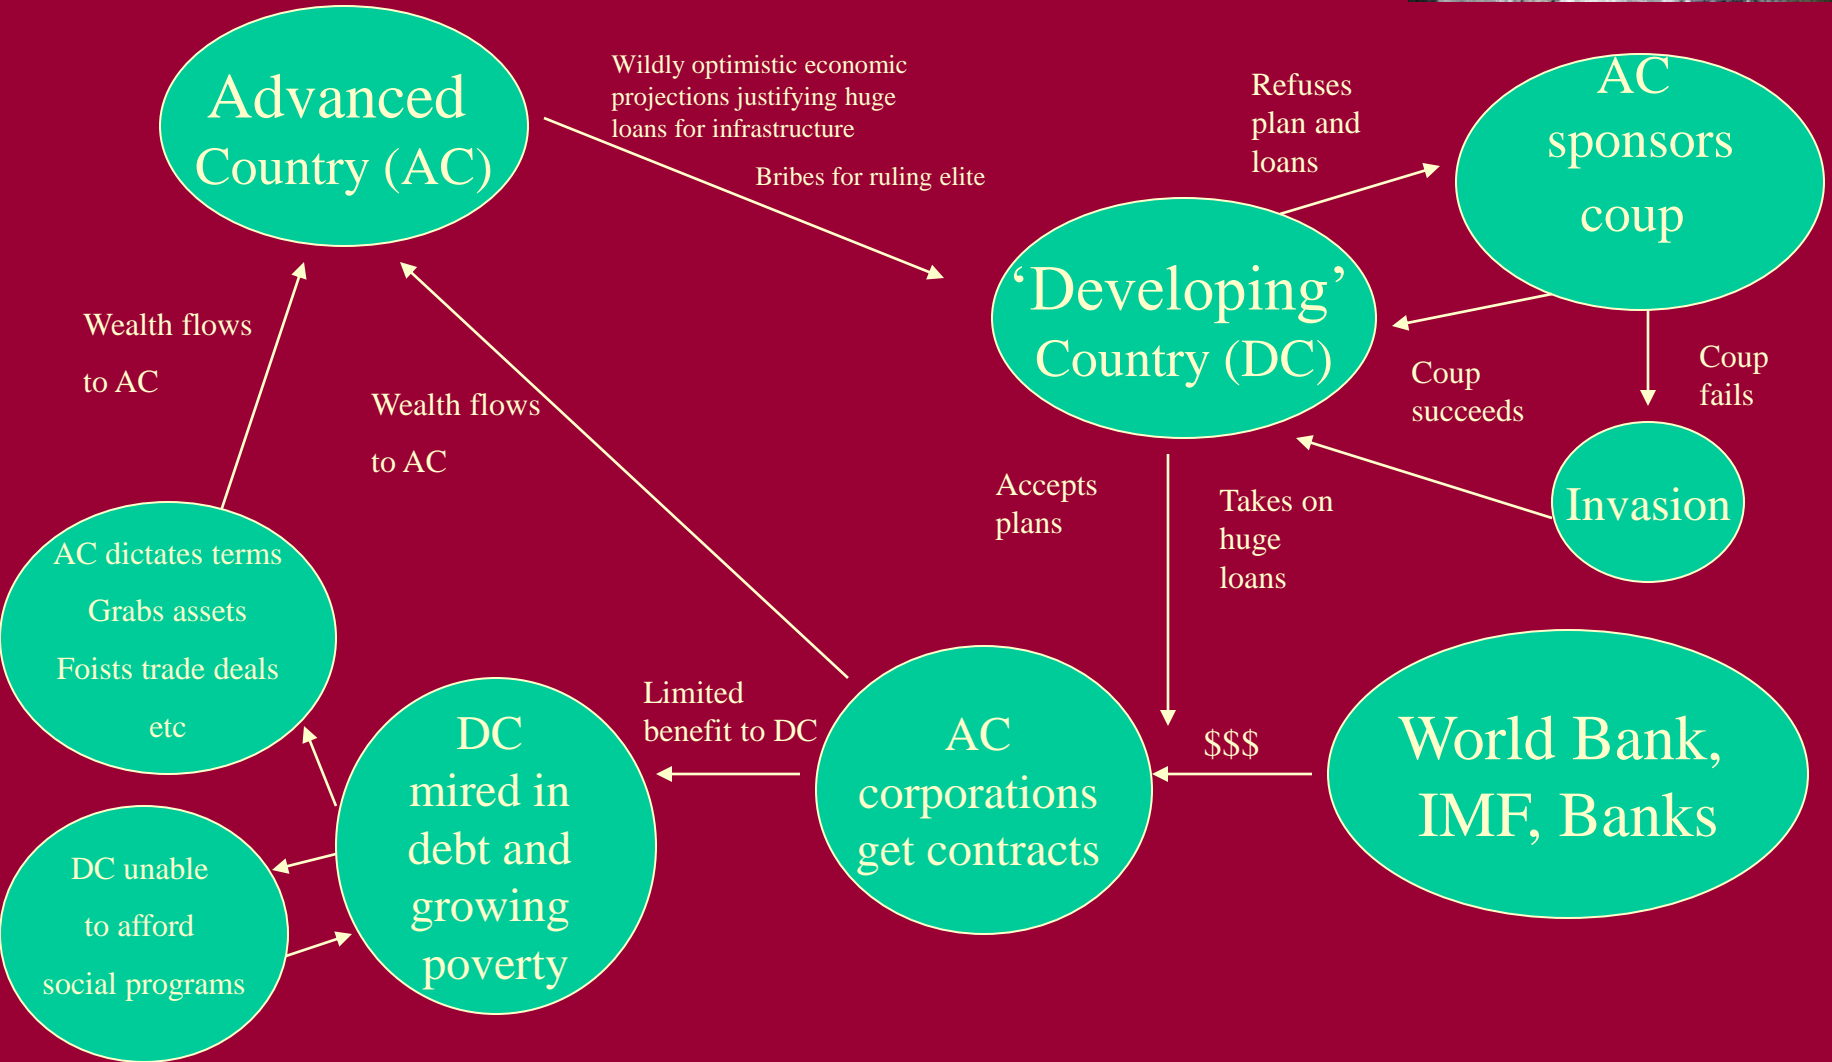 Advanced
Country (AC)
Wildly optimistic economic
projections justifying huge
loans for infrastructure
Bribes for ruling elite
Refuses
plan and
loans
AC
sponsors
coup
‘Developing’
Country (DC)
Coup
succeeds
Coup
fails
Invasion
Wealth flows
to AC
Wealth flows
to AC
Accepts
plans
Takes on
huge
loans
AC dictates terms
Grabs assets
Foists trade deals
etc
Limited
benefit to DC
DC
mired in
debt and
growing
poverty
AC
corporations
get contracts
$$$
World Bank,
IMF, Banks
DC unable
to afford
social programs